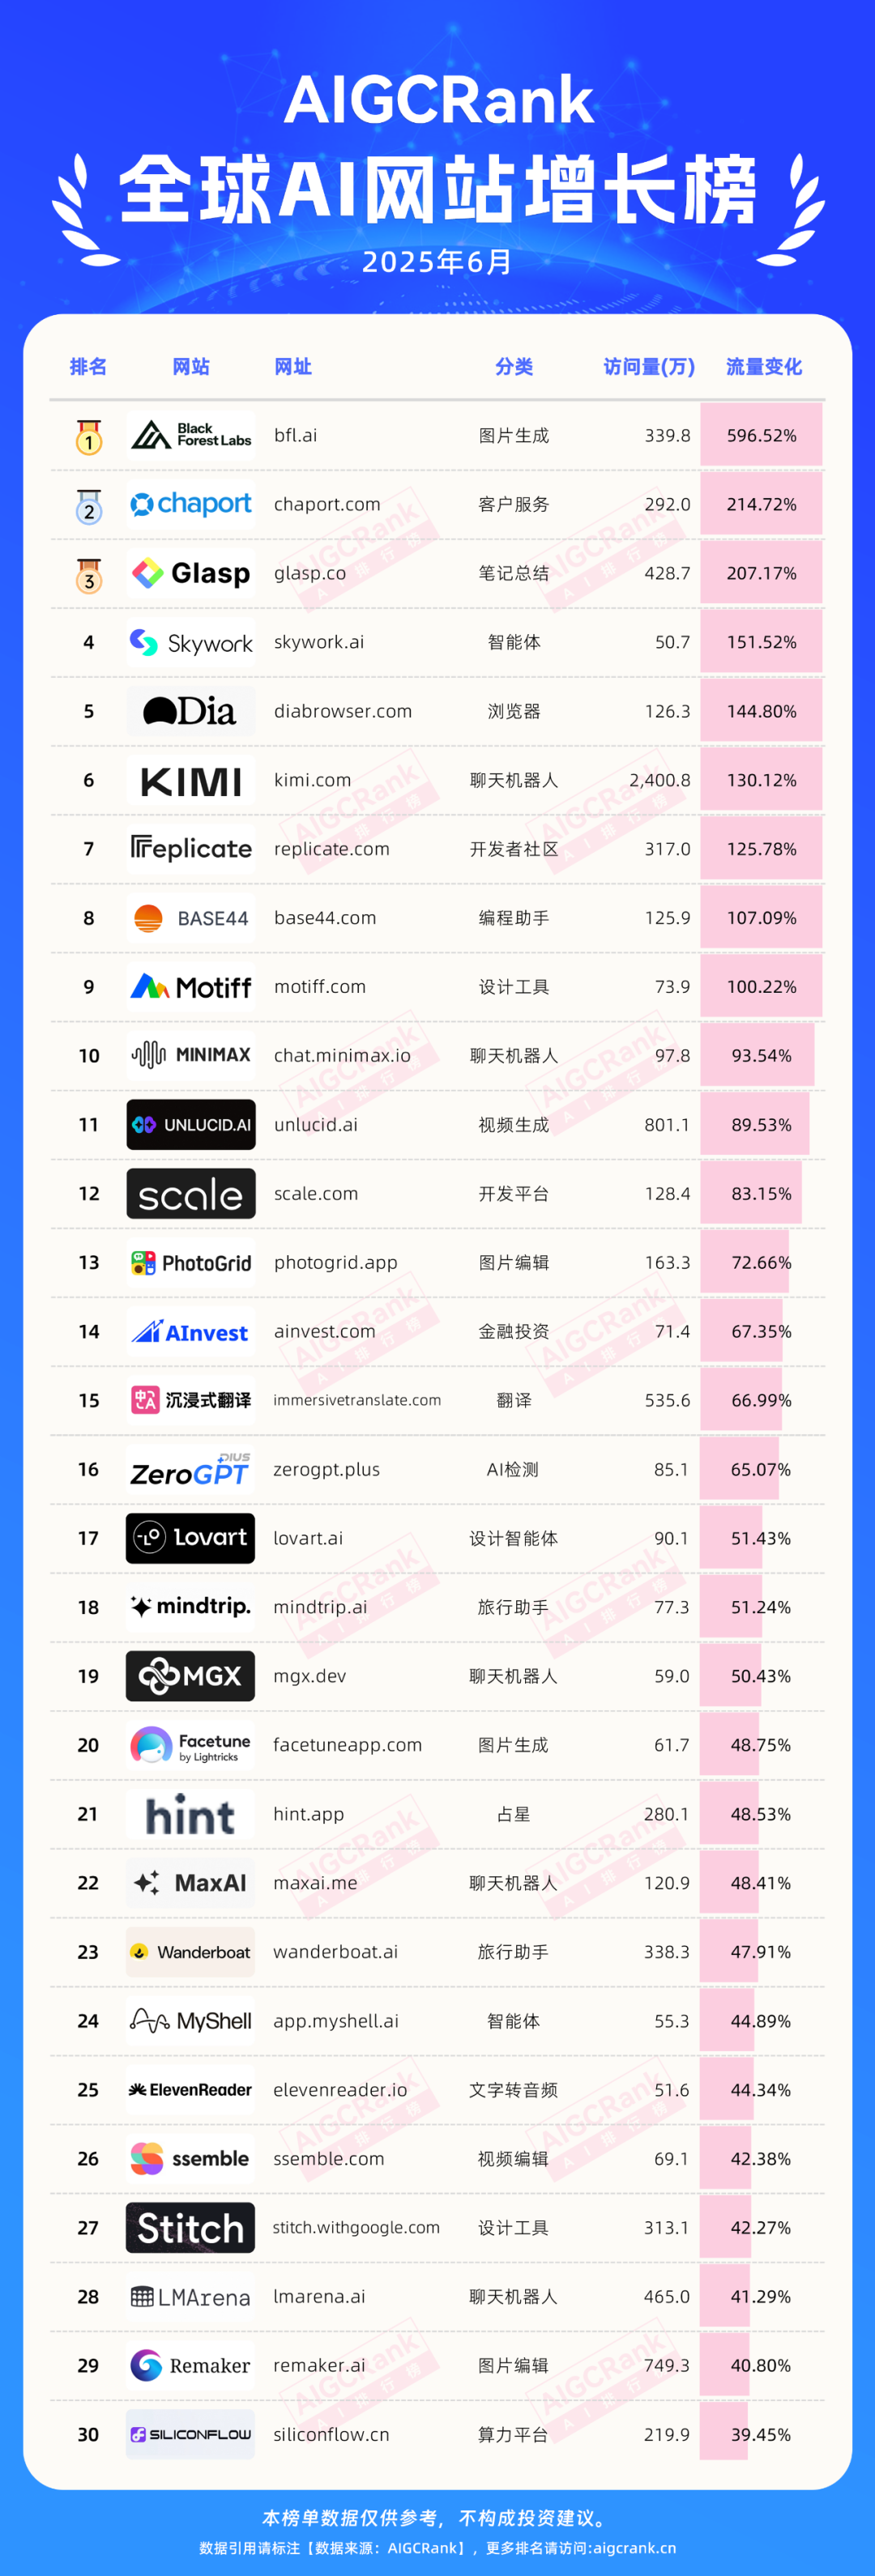 AIGCRank
全球AI网站增长榜
2025年6月
排名 网站 网址 分类 访问量(万) 流量变化
1 Black Forest Labs bfl.ai 图片生成 339.8 596.52%
2 chaport chaport.com 客户服务 292.0 214.72%
3 Glasp glasp.co 笔记总结 428.7 207.17%
4 Skywork skywork.ai 智能体 50.7 151.52%
5 Dia diabrowser.com 浏览器 126.3 144.80%
6 KIMI kimi.com 聊天机器人 2,400.8 130.12%
7 replicate replicate.com 开发者社区 317.0 125.78%
8 BASE44 base44.com 编程助手 125.9 107.09%
9 Motiff motiff.com 设计工具 73.9 100.22%
10 MINIMAX chat.minimax.io 聊天机器人 97.8 93.54%
11 UNLUCID.AI unlucid.ai 视频生成 801.1 89.53%
12 scale scale.com 开发平台 128.4 83.15%
13 PhotoGrid photogrid.app 图片编辑 163.3 72.66%
14 AInvest ainvest.com 金融投资 71.4 67.35%
15 沉浸式翻译 immersivetranslate.com 翻译 535.6 66.99%
16 ZeroGPT PlUS zerogpt.plus AI检测 85.1 65.07%
17 Lovart lovart.ai 设计智能体 90.1 51.43%
18 mindtrip. mindtrip.ai 旅行助手 77.3 51.24%
19 MGX mgx.dev 聊天机器人 59.0 50.43%
20 Facetune by Lightricks facetuneapp.com 图片生成 61.7 48.75%
21 hint hint.app 占星 280.1 48.53%
22 MaxAI maxai.me 聊天机器人 120.9 48.41%
23 Wanderboat wanderboat.ai 旅行助手 338.3 47.91%
24 MyShell app.myshell.ai 智能体 55.3 44.89%
25 ElevenReader elevenreader.io 文字转音频 51.6 44.34%
26 ssemble ssemble.com 视频编辑 69.1 42.38%
27 Stitch stitch.withgoogle.com 设计工具 313.1 42.27%
28 LMArena lmarena.ai 聊天机器人 465.0 41.29%
29 Remaker remaker.ai 图片编辑 749.3 40.80%
30 SILICONFLOW siliconflow.cn 算力平台 219.9 39.45%
本榜单数据仅供参考，不构成投资建议。
数据引用请标注【数据来源：AIGCRank】，更多排名请访问:aigcrank.cn